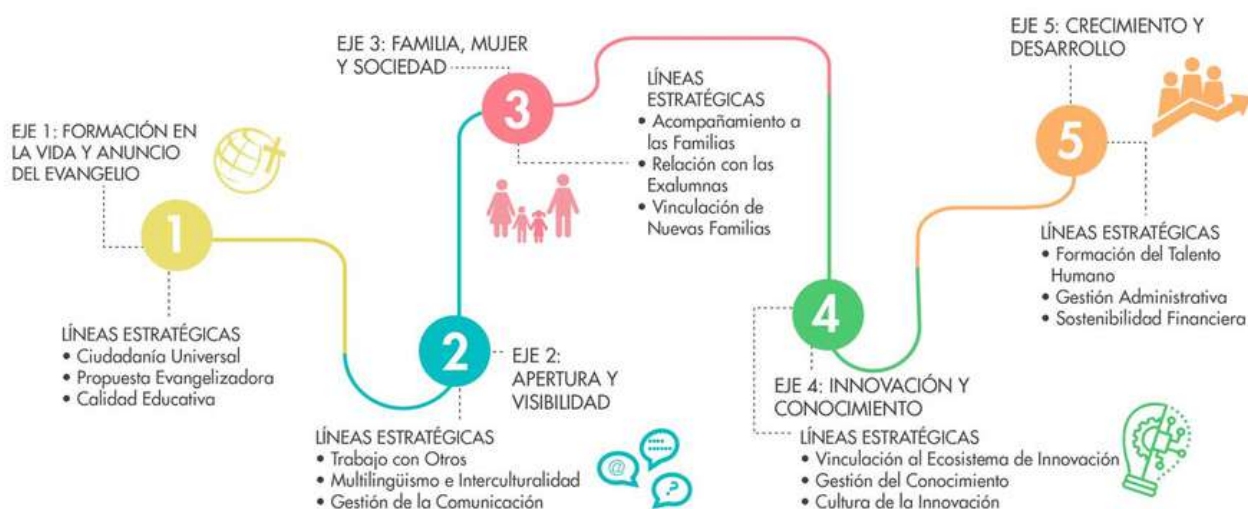 EJE 1: FORMACIÓN EN
LA VIDA Y ANUNCIO
DEL EVANGELIO
1
LÍNEAS ESTRATÉGICAS
• Ciudadanía Universal
• Propuesta Evangelizadora
• Calidad Educativa
2
EJE 2:
APERTURA Y
VISIBILIDAD
LÍNEAS ESTRATÉGICAS
• Trabajo con Otros
• Multilingüismo e Interculturalidad
• Gestión de la Comunicación
@
?
EJE 3: FAMILIA, MUJER
Y SOCIEDAD
3
LÍNEAS
ESTRATÉGICAS
• Acompañamiento a
las Familias
• Relación con las
Exalumnas
• Vinculación de
Nuevas Familias
4
EJE 4: INNOVACIÓN Y
CONOCIMIENTO
LÍNEAS ESTRATÉGICAS
• Vinculación al Ecosistema de Innovación
• Gestión del Conocimiento
• Cultura de la Innovación
EJE 5: CRECIMIENTO Y
DESARROLLO
5
LÍNEAS ESTRATÉGICAS
• Formación del Talento
Humano
• Gestión Administrativa
• Sostenibilidad Financiera